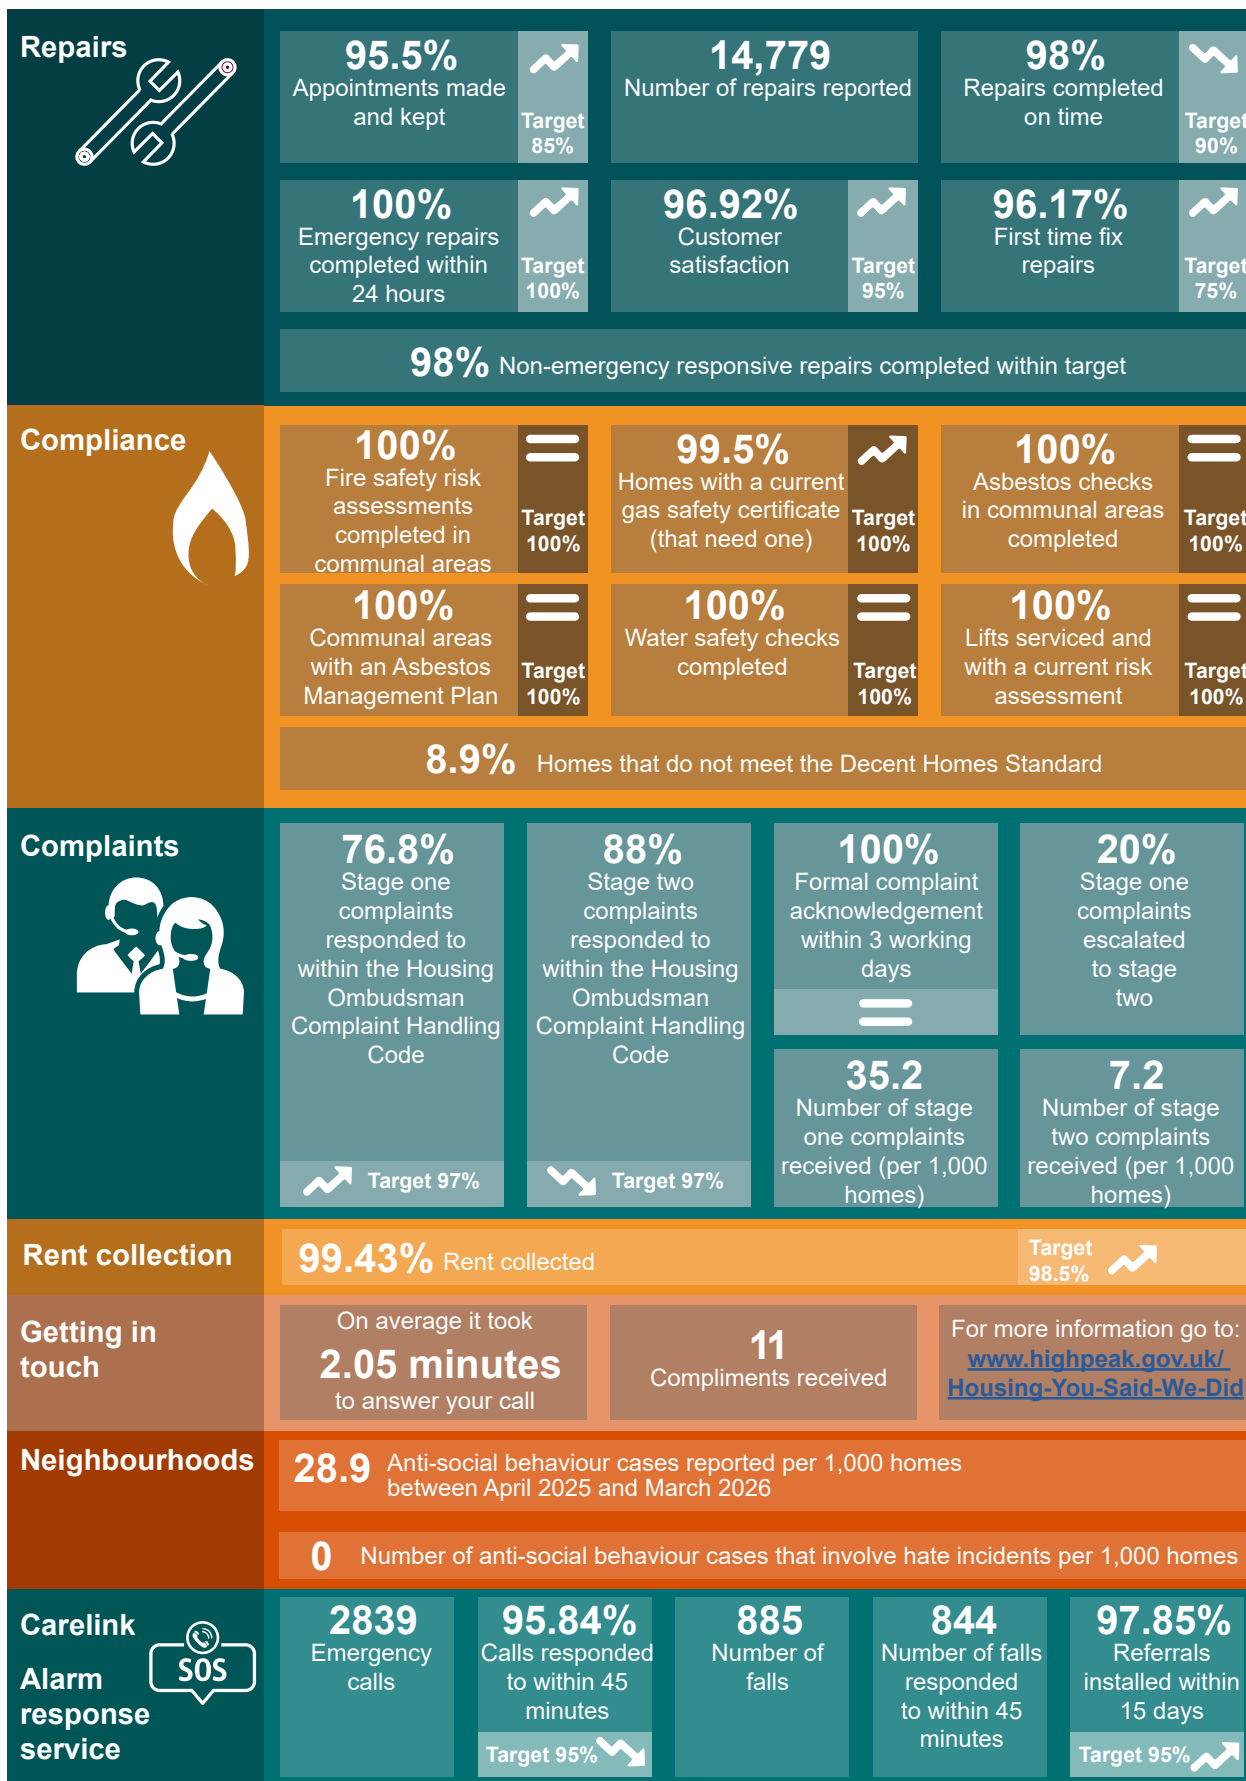 Repairs
95.5%
Appointments made
and kept
Target
85%
14,779
Number of repairs reported
98%
Repairs completed
on time
Target
90%
100%
Emergency repairs
completed within
24 hours
Target
100%
96.92%
Customer
satisfaction
Target
95%
96.17%
First time fix
repairs
Target
75%
98% Non-emergency responsive repairs completed within target
Compliance
100%
Fire safety risk
assessments
completed in
communal areas
Target
100%
99.5%
Homes with a current
gas safety certificate
(that need one)
Target
100%
100%
Asbestos checks
in communal areas
completed
Target
100%
100%
Communal areas
with an Asbestos
Management Plan
Target
100%
100%
Water safety checks
completed
Target
100%
100%
Lifts serviced and
with a current risk
assessment
Target
100%
8.9% Homes that do not meet the Decent Homes Standard
Complaints
76.8%
Stage one
complaints
responded to
within the Housing
Ombudsman
Complaint Handling
Code
Target 97%
88%
Stage two
complaints
responded to
within the Housing
Ombudsman
Complaint Handling
Code
Target 97%
100%
Formal complaint
acknowledgement
within 3 working
days
20%
Stage one
complaints
escalated
to stage
two
35.2
Number of stage
one complaints
received (per 1,000
homes)
7.2
Number of stage
two complaints
received (per 1,000
homes)
Rent collection
99.43% Rent collected
Target
98.5%
Getting in
touch
On average it took
2.05 minutes
to answer your call
11
Compliments received
For more information go to:
www.highpeak.gov.uk/
Housing-You-Said-We-Did
Neighbourhoods
28.9 Anti-social behaviour cases reported per 1,000 homes
between April 2025 and March 2026
0 Number of anti-social behaviour cases that involve hate incidents per 1,000 homes
Carelink
Alarm
response
service
SOS
2839
Emergency
calls
95.84%
Calls responded
to within 45
minutes
Target 95%
885
Number of
falls
844
Number of falls
responded
to within 45
minutes
97.85%
Referrals
installed within
15 days
Target 95%